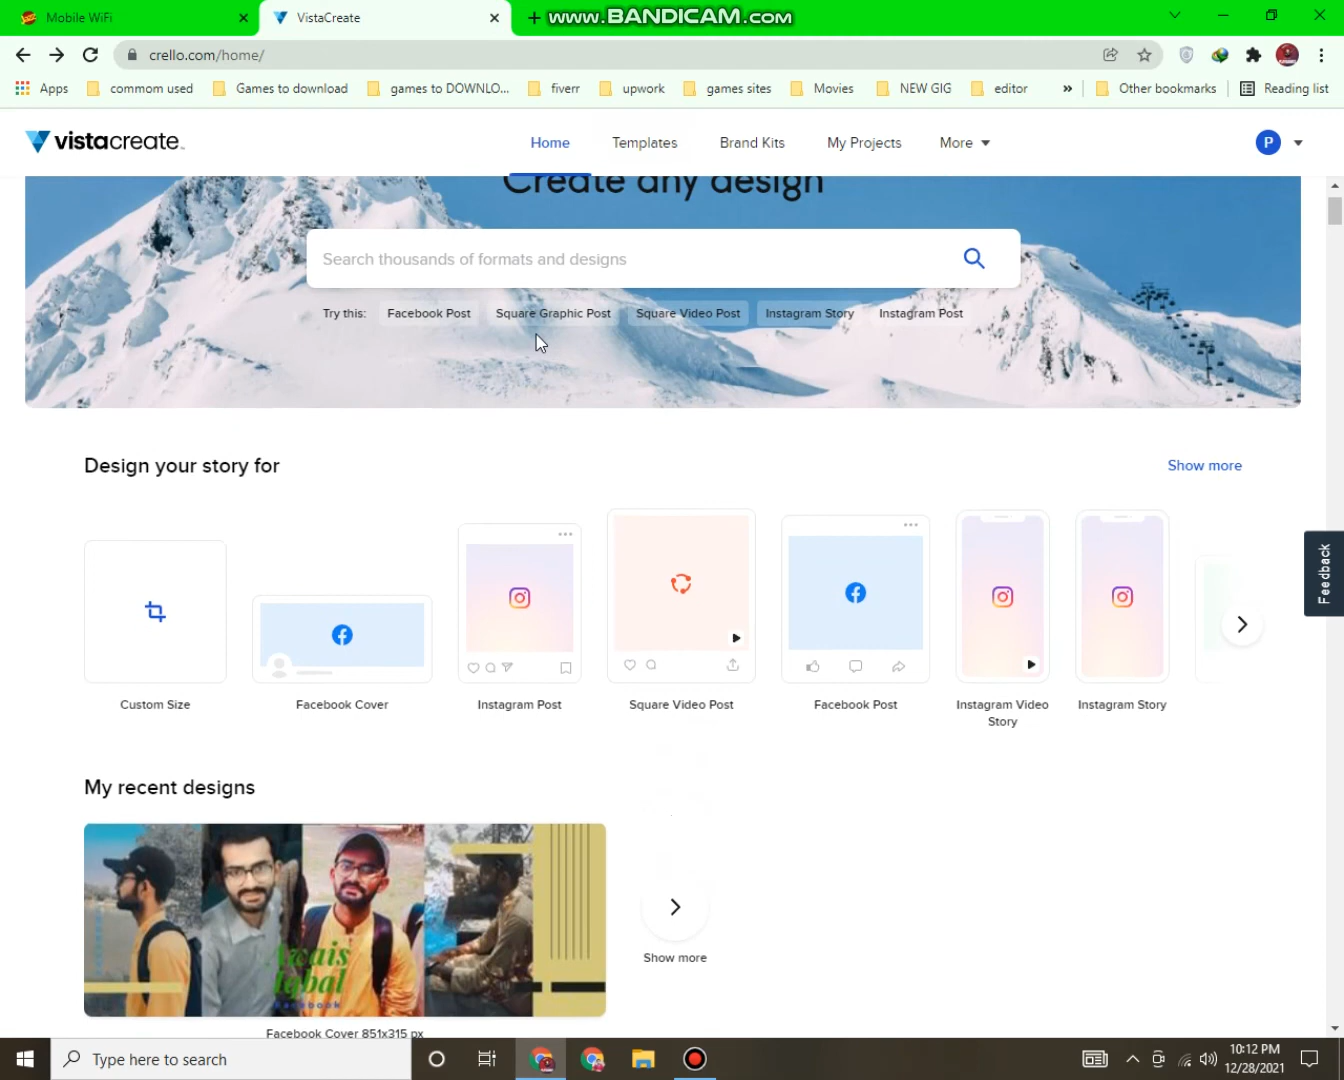 Mobile WiFi
VistaCreate
www.BANDICAM.com
crello.com/home/
Apps
commom used
Games to download
games to DOWNLO...
fiverr
upwork
games sites
Movies
NEW GIG
editor
»
Other bookmarks
Reading list
vistacreate
Home
Templates
Brand Kits
My Projects
More
P
Create any design
Search thousands of formats and designs
Try this:
Facebook Post
Square Graphic Post
Square Video Post
Instagram Story
Instagram Post
Design your story for
Show more
Feedback
Custom Size
Facebook Cover
Instagram Post
Square Video Post
Facebook Post
Instagram Video
Story
Instagram Story
My recent designs
Awais
Iqbal
Facebook
Show more
Facebook Cover 851x315 px
Type here to search
10:12 PM
12/28/2021